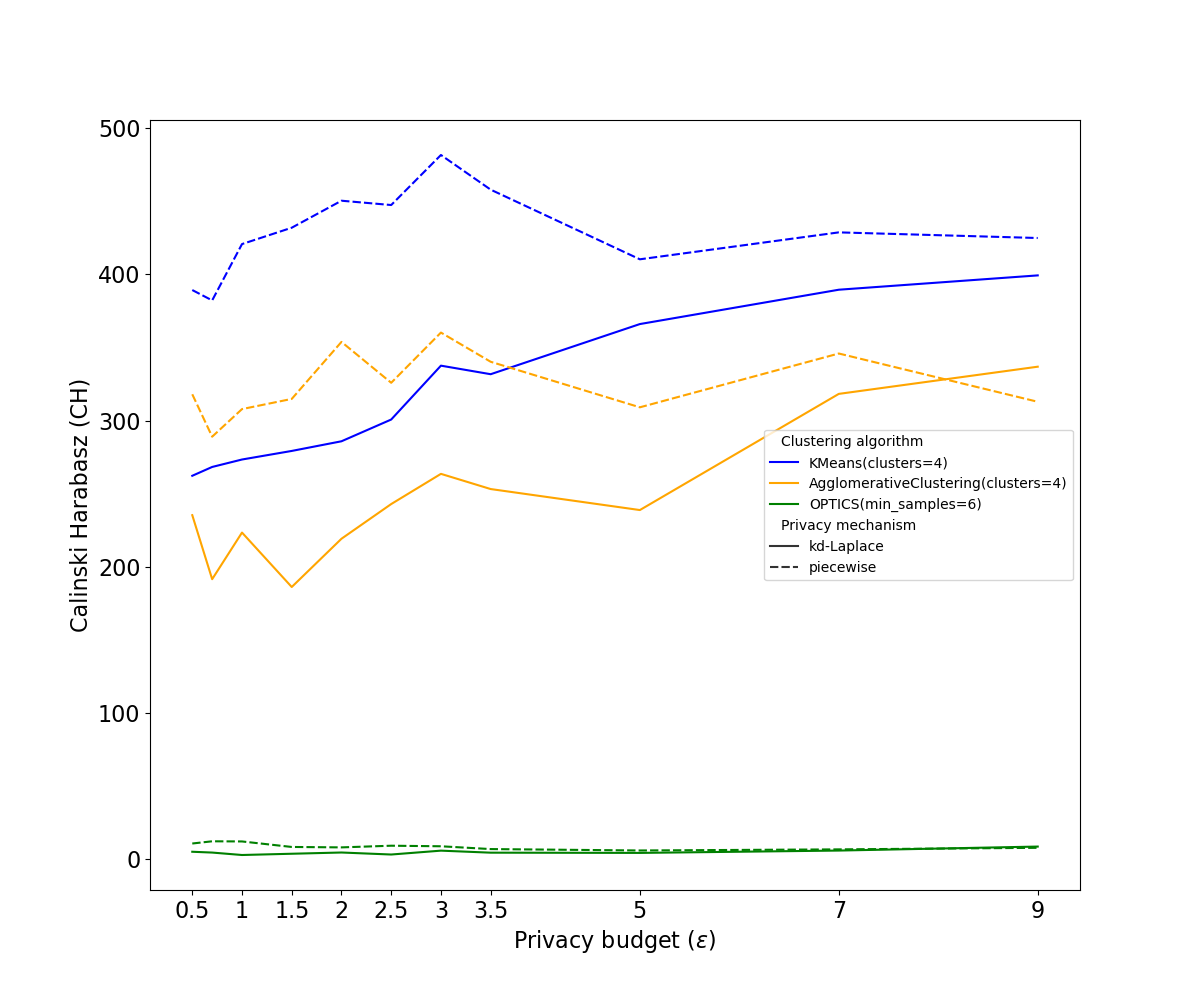 500
400
300
200
100
0
Calinski Harabasz (CH)
Clustering algorithm
KMeans(clusters=4)
AgglomerativeClustering(clusters=4)
OPTICS(min_samples=6)
Privacy mechanism
kd-Laplace
piecewise
0.5 1 1.5 2 2.5 3 3.5 5 7 9
Privacy budget (ε)